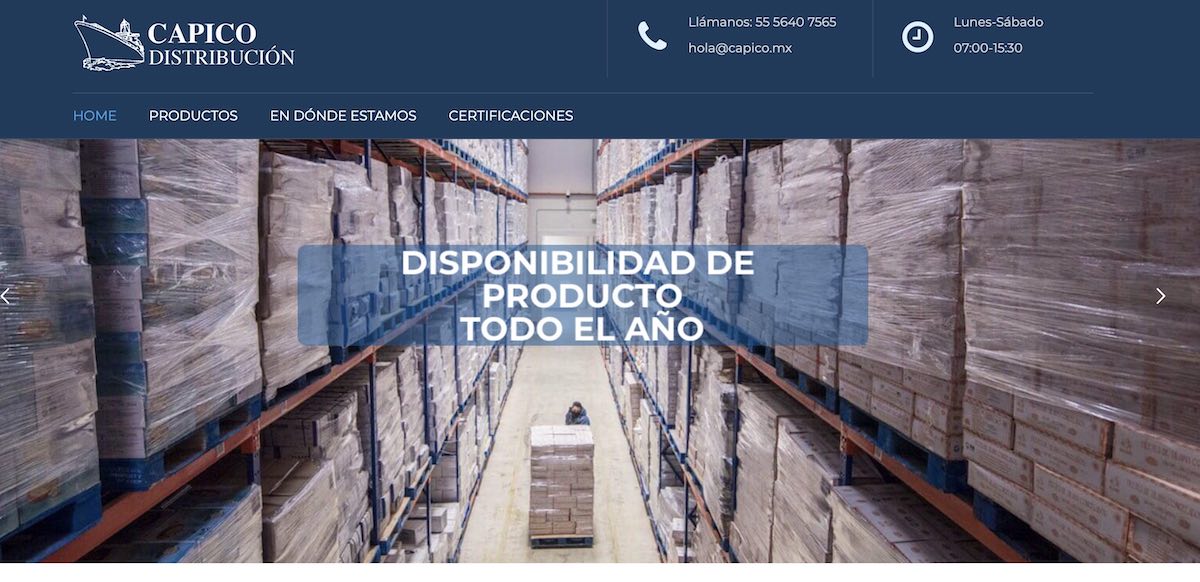 CAPICO
DISTRIBUCIÓN
Llámanos: 55 5640 7565
hola@capico.mx
Lunes-Sábado
07:00-15:30
HOME
PRODUCTOS
EN DÓNDE ESTAMOS
CERTIFICACIONES
DISPONIBILIDAD DE
PRODUCTO
TODO EL AÑO